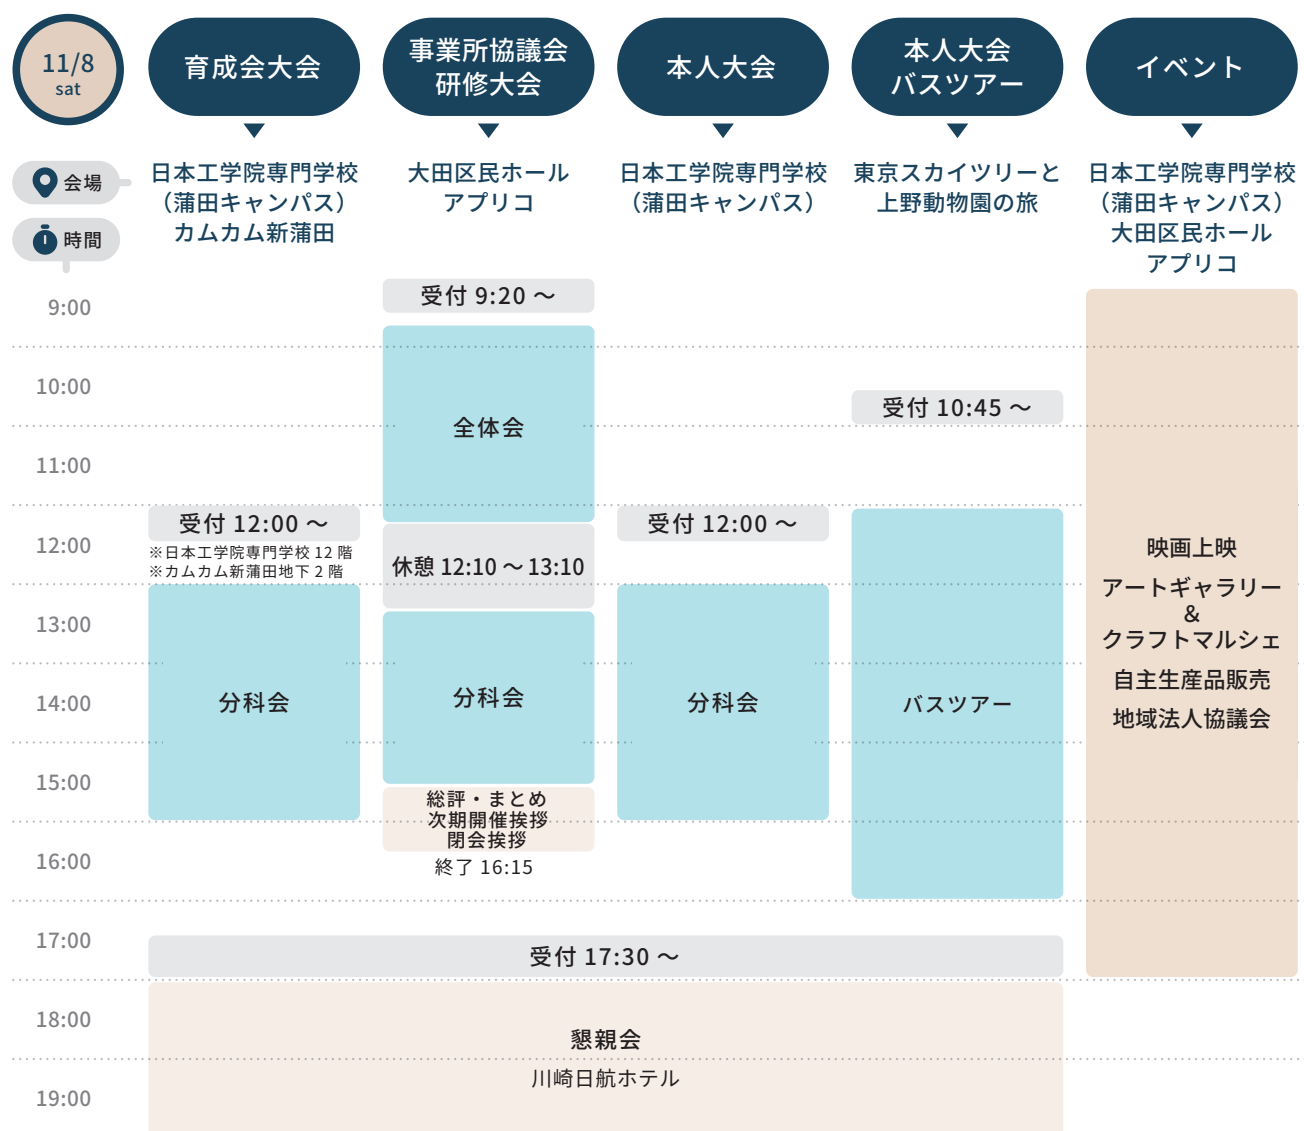 11/8
sat
育成会大会
事業所協議会
研修大会
本人大会
本人大会
バスツアー
イベント
会場
時間
日本工学院専門学校
（蒲田キャンパス）
カムカム新蒲田
大田区民ホール
アプリコ
日本工学院専門学校
（蒲田キャンパス）
東京スカイツリーと
上野動物園の旅
日本工学院専門学校
（蒲田キャンパス）
大田区民ホール
アプリコ
9:00
10:00
11:00
12:00
13:00
14:00
15:00
16:00
17:00
18:00
19:00
受付 12:00 〜
※日本工学院専門学校 12 階
※カムカム新蒲田地下 2 階
分科会
受付 9:20 〜
全体会
休憩 12:10 〜 13:10
分科会
総評・まとめ
次期開催挨拶
閉会挨拶
終了 16:15
受付 12:00 〜
分科会
受付 10:45 〜
バスツアー
映画上映
アートギャラリー
&
クラフトマルシェ
自主生産品販売
地域法人協議会
受付 17:30 〜
懇親会
川崎日航ホテル